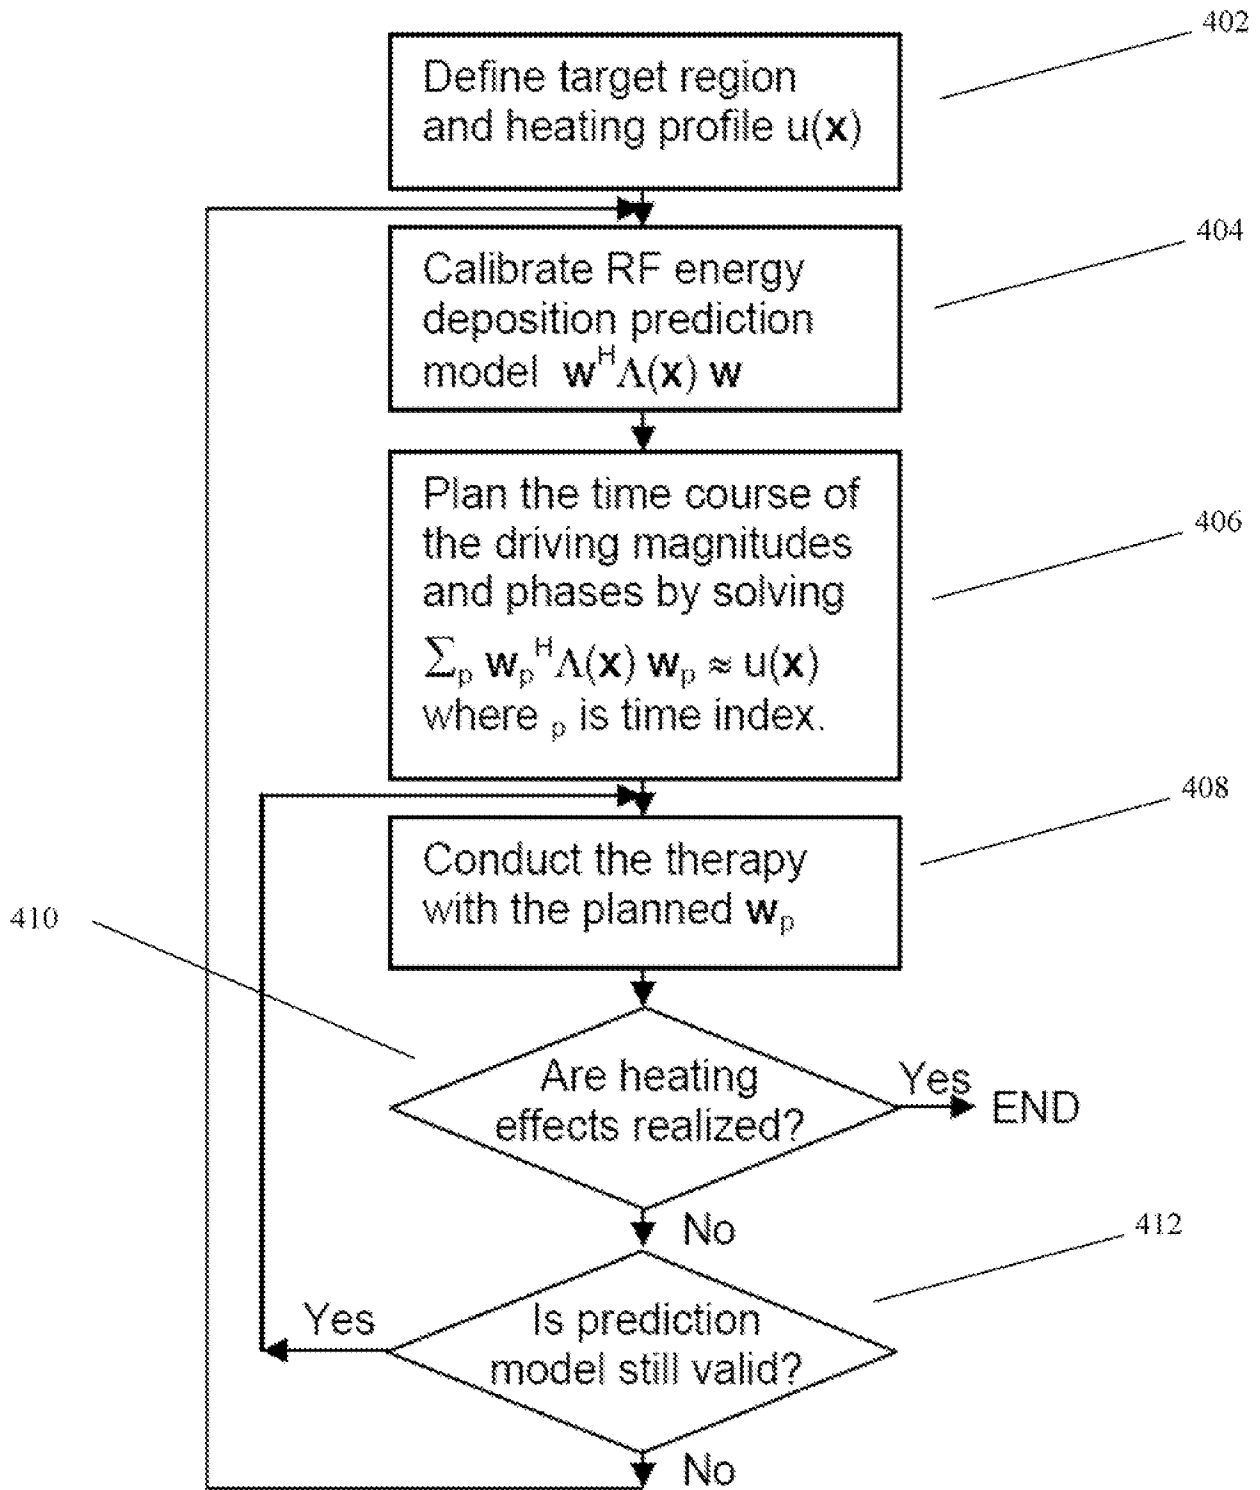 402
Define target region
and heating profile u(x)
404
Calibrate RF energy
deposition prediction
model wᴴΛ(x) w
406
Plan the time course of
the driving magnitudes
and phases by solving
∑ₚ wₚᴴΛ(x) wₚ ≈ u(x)
where ₚ is time index.
408
Conduct the therapy
with the planned wₚ
410
Are heating
effects realized?
Yes
END
No
412
Is prediction
model still valid?
Yes
No